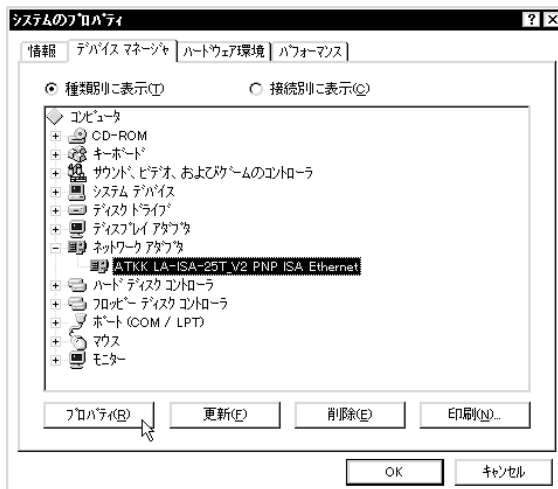 システムのプロパティ
情報 デバイス マネージャ ハードウェア環境 パフォーマンス
種類別に表示(T) 接続別に表示(C)
コンピュータ
CD-ROM
キーボード
サウンド、ビデオ、およびゲームのコントローラ
システム デバイス
ディスク ドライブ
ディスプレイ アダプタ
ネットワーク アダプタ
ATKK LA-ISA-25T_V2 PNP ISA Ethernet
ハード ディスク コントローラ
フロッピー ディスク コントローラ
ポート (COM / LPT)
マウス
モニター
プロパティ(R) 更新(F) 削除(E) 印刷(N)...
OK キャンセル